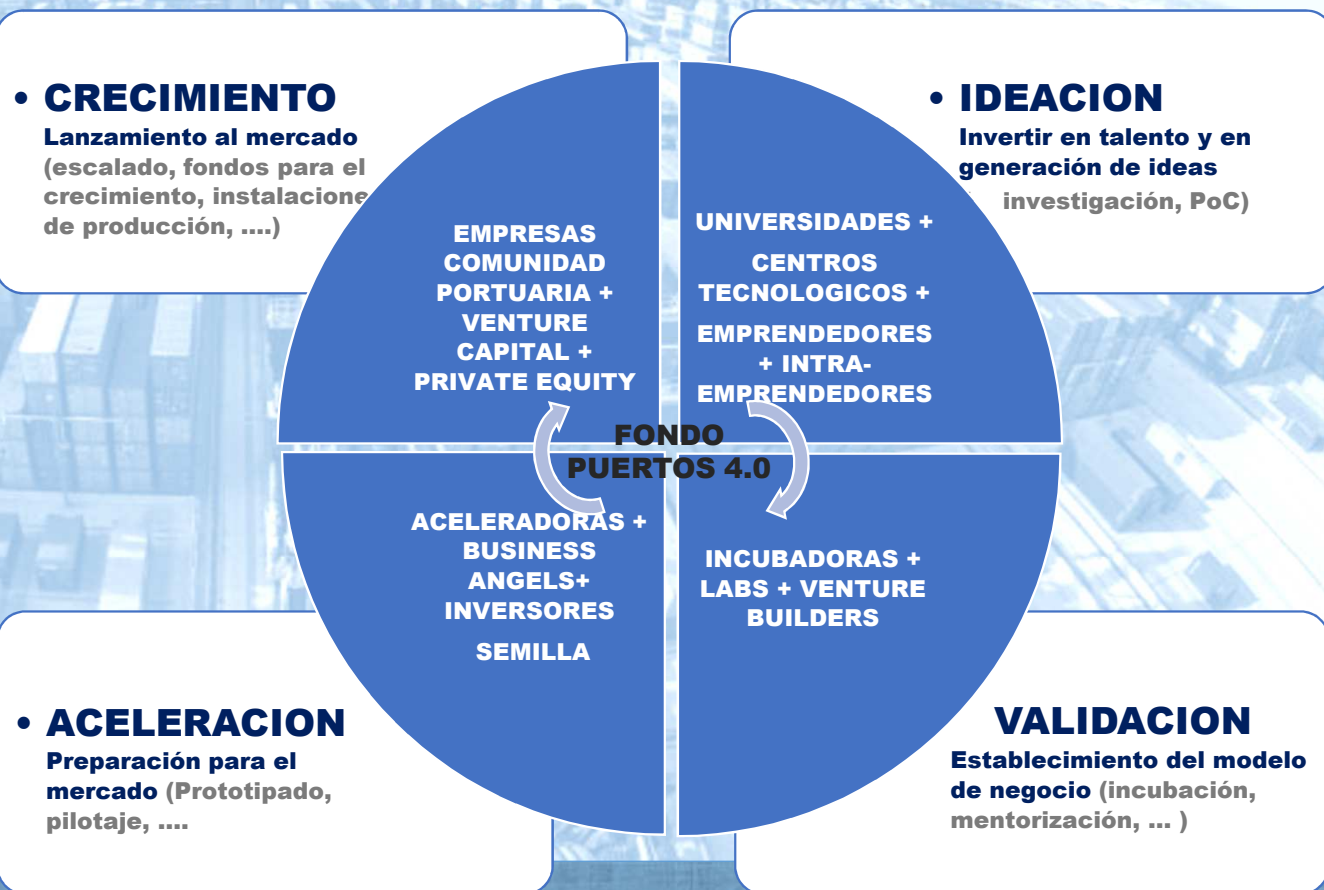 • CRECIMIENTO
Lanzamiento al mercado
(escalado, fondos para el
crecimiento, instalacione
de producción, ....)
• IDEACION
Invertir en talento y en
generación de ideas
investigación, PoC)
EMPRESAS
COMUNIDAD
PORTUARIA +
VENTURE
CAPITAL +
PRIVATE EQUITY
UNIVERSIDADES +
CENTROS
TECNOLOGICOS +
EMPRENDEDORES
+ INTRA-
EMPRENDEDORES
FONDO
PUERTOS 4.0
ACELERADORAS +
BUSINESS
ANGELS+
INVERSORES
SEMILLA
INCUBADORAS +
LABS + VENTURE
BUILDERS
• ACELERACION
Preparación para el
mercado (Prototipado,
pilotaje, ....
VALIDACION
Establecimiento del modelo
de negocio (incubación,
mentorización, ... )